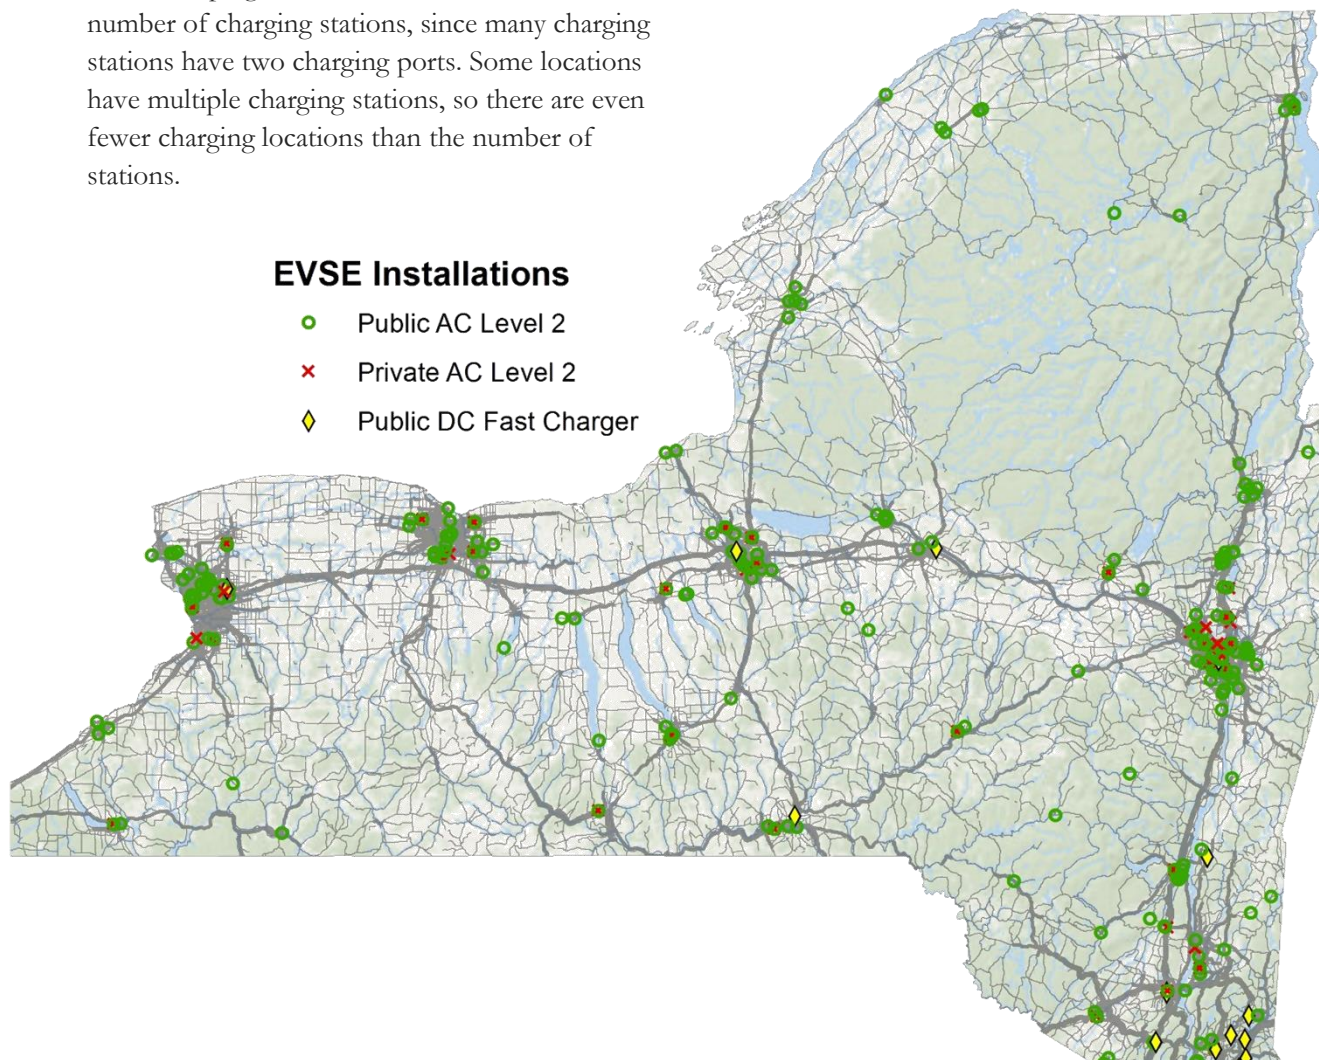 number of charging stations, since many charging
stations have two charging ports. Some locations
have multiple charging stations, so there are even
fewer charging locations than the number of
stations.
EVSE Installations
Public AC Level 2
Private AC Level 2
Public DC Fast Charger